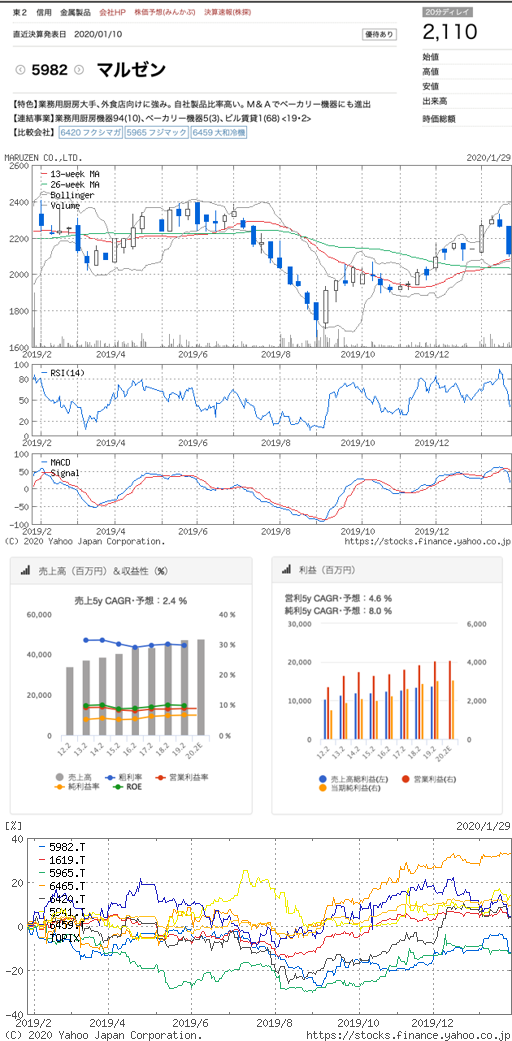 東2 信用 金属製品 会社HP 株価予想(みんかぶ) 決算速報(株探)
直近決算発表日 2020/01/10
優待あり
5982 マルゼン
20分ディレイ
2,110
始値
高値
安値
出来高
時価総額
【特色】業務用厨房大手、外食店向けに強み。自社製品比率高い。M&Aでベーカリー機器にも進出
【連結事業】業務用厨房機器94(10)、ベーカリー機器5(3)、ビル賃貸1(68) <19・2>
【比較会社】 6420 フクシマガ 5965 フジマック 6459 大和冷機
MARUZEN CO.,LTD.
2020/1/29
13-week MA
26-week MA
Bollinger
Volume
2600
2400
2200
2000
1800
1600
2019/2 2019/4 2019/6 2019/8 2019/10 2019/12
RSI(14)
100
80
60
40
20
0
2019/2 2019/4 2019/6 2019/8 2019/10 2019/12
MACD
Signal
100
50
0
−50
−100
2019/2 2019/4 2019/6 2019/8 2019/10 2019/12
(C) 2020 Yahoo Japan Corporation. https://stocks.finance.yahoo.co.jp
売上高（百万円）＆収益性（%）
売上5y CAGR・予想：2.4 %
60,000
40,000
20,000
0
40 %
30 %
20 %
10 %
0 %
12.2 13.2 14.2 15.2 16.2 17.2 18.2 19.2 20.2E
売上高 粗利率 営業利益率
純利益率 ROE
利益（百万円）
営利5y CAGR・予想：4.6 %
純利5y CAGR・予想：8.0 %
30,000
20,000
10,000
0
6,000
4,000
2,000
0
12.2 13.2 14.2 15.2 16.2 17.2 18.2 19.2 20.2E
売上高総利益(左) 営業利益(右)
当期純利益(右)
[%]
2020/1/29
5982.T
1619.T
5965.T
6465.T
6420.T
5941.T
6459.T
TOPIX
40
20
0
−20
−40
2019/2 2019/4 2019/6 2019/8 2019/10 2019/12
(C) 2020 Yahoo Japan Corporation. https://stocks.finance.yahoo.co.jp